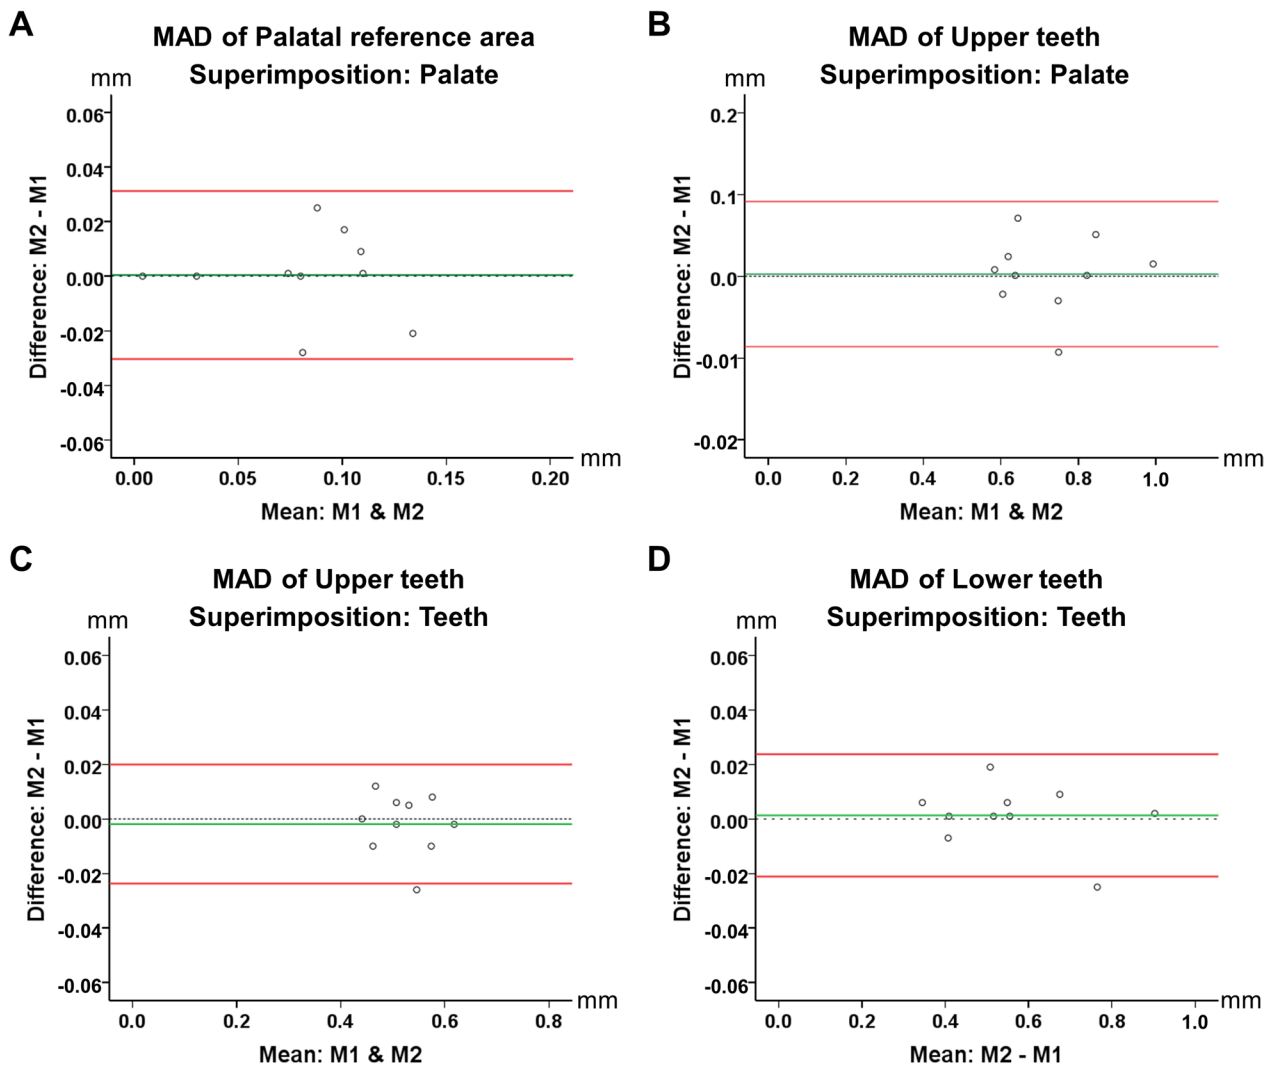 A
MAD of Palatal reference area
Superimposition: Palate
mm
Difference: M2 - M1
0.06
0.04
0.02
0.00
-0.02
-0.04
-0.06
0.00 0.05 0.10 0.15 0.20
mm
Mean: M1 & M2
B
MAD of Upper teeth
Superimposition: Palate
mm
Difference: M2 - M1
0.2
0.1
0.0
-0.01
-0.02
0.0 0.2 0.4 0.6 0.8 1.0
mm
Mean: M1 & M2
C
MAD of Upper teeth
Superimposition: Teeth
mm
Difference: M2 - M1
0.06
0.04
0.02
0.00
-0.02
-0.04
-0.06
0.0 0.2 0.4 0.6 0.8
mm
Mean: M1 & M2
D
MAD of Lower teeth
Superimposition: Teeth
mm
Difference: M2 - M1
0.06
0.04
0.02
0.00
-0.02
-0.04
-0.06
0.0 0.2 0.4 0.6 0.8 1.0
mm
Mean: M2 - M1